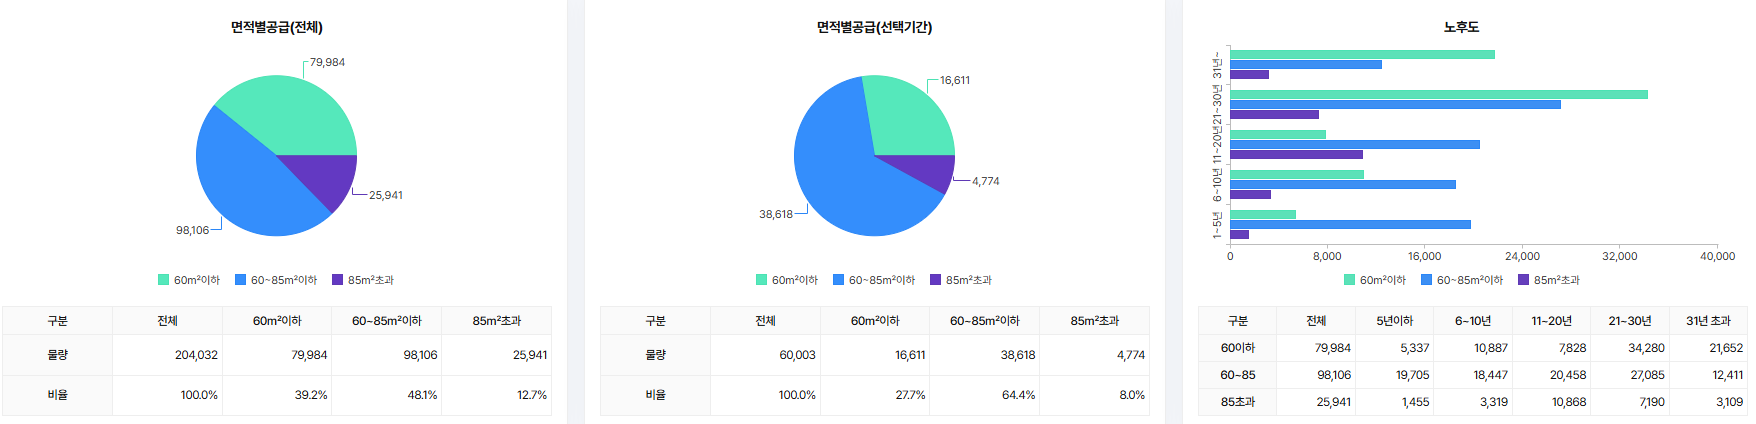 면적별공급(전체)
79,984
25,941
98,106
60m²이하 60~85m²이하 85m²초과
구분 전체 60m²이하 60~85m²이하 85m²초과
물량 204,032 79,984 98,106 25,941
비율 100.0% 39.2% 48.1% 12.7%
면적별공급(선택기간)
16,611
4,774
38,618
60m²이하 60~85m²이하 85m²초과
구분 전체 60m²이하 60~85m²이하 85m²초과
물량 60,003 16,611 38,618 4,774
비율 100.0% 27.7% 64.4% 8.0%
노후도
31년~
21~30년
11~20년
6~10년
1~5년
0 8,000 16,000 24,000 32,000 40,000
60m²이하 60~85m²이하 85m²초과
구분 전체 5년이하 6~10년 11~20년 21~30년 31년 초과
60이하 79,984 5,337 10,887 7,828 34,280 21,652
60~85 98,106 19,705 18,447 20,458 27,085 12,411
85초과 25,941 1,455 3,319 10,868 7,190 3,109